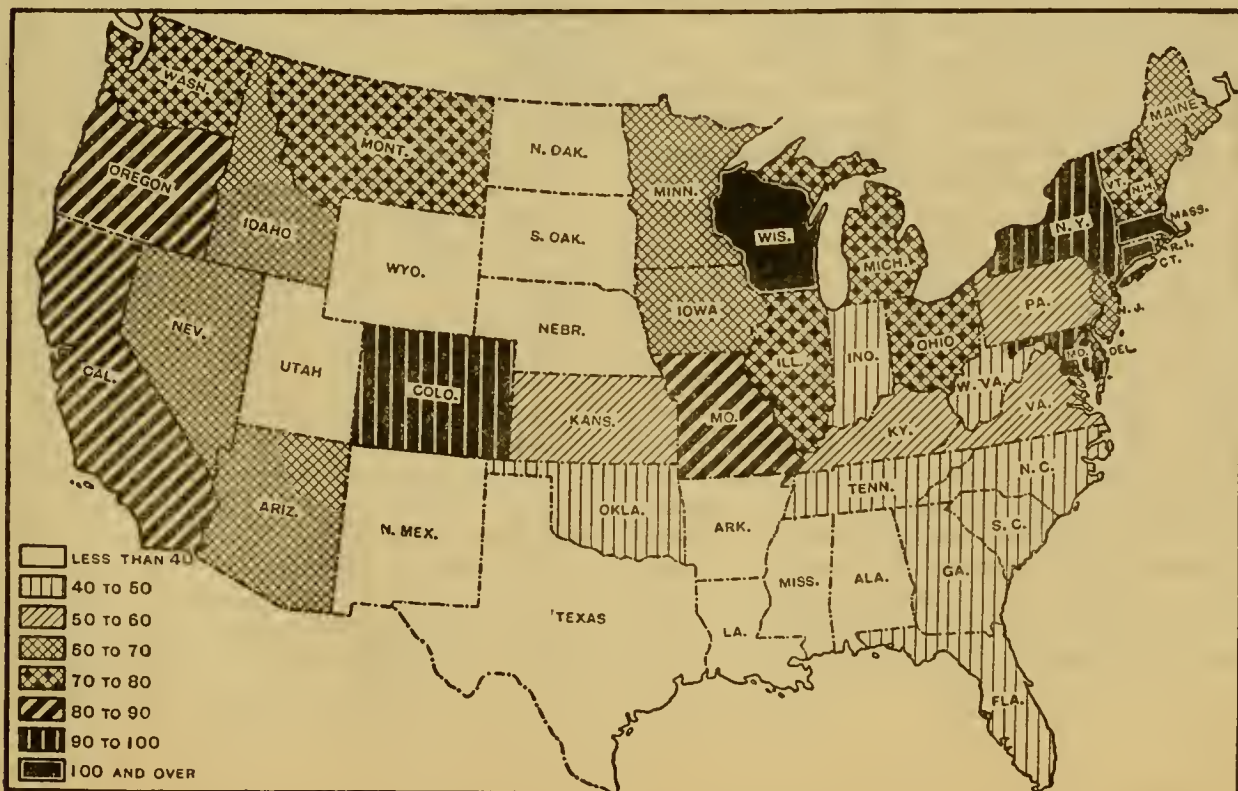 WASH.
MONT.
N. DAK.
MINN.
MAINE
VT.
N.H.
OREGON
IDAHO
S. OAK.
WIS.
MICH.
N.Y.
MASS.
R.I.
CT.
WYO.
IOWA
PA.
N.J.
NEV.
UTAH
NEBR.
ILL.
INO.
OHIO
MD.
DEL.
CAL.
COLO.
KANS.
MO.
KY.
W. VA.
VA.
ARIZ.
N. MEX.
OKLA.
ARK.
TENN.
N. C.
S. C.
TEXAS
LA.
MISS.
ALA.
GA.
FLA.
LESS THAN 40
40 TO 50
50 TO 60
60 TO 70
70 TO 80
80 TO 90
90 TO 100
100 AND OVER